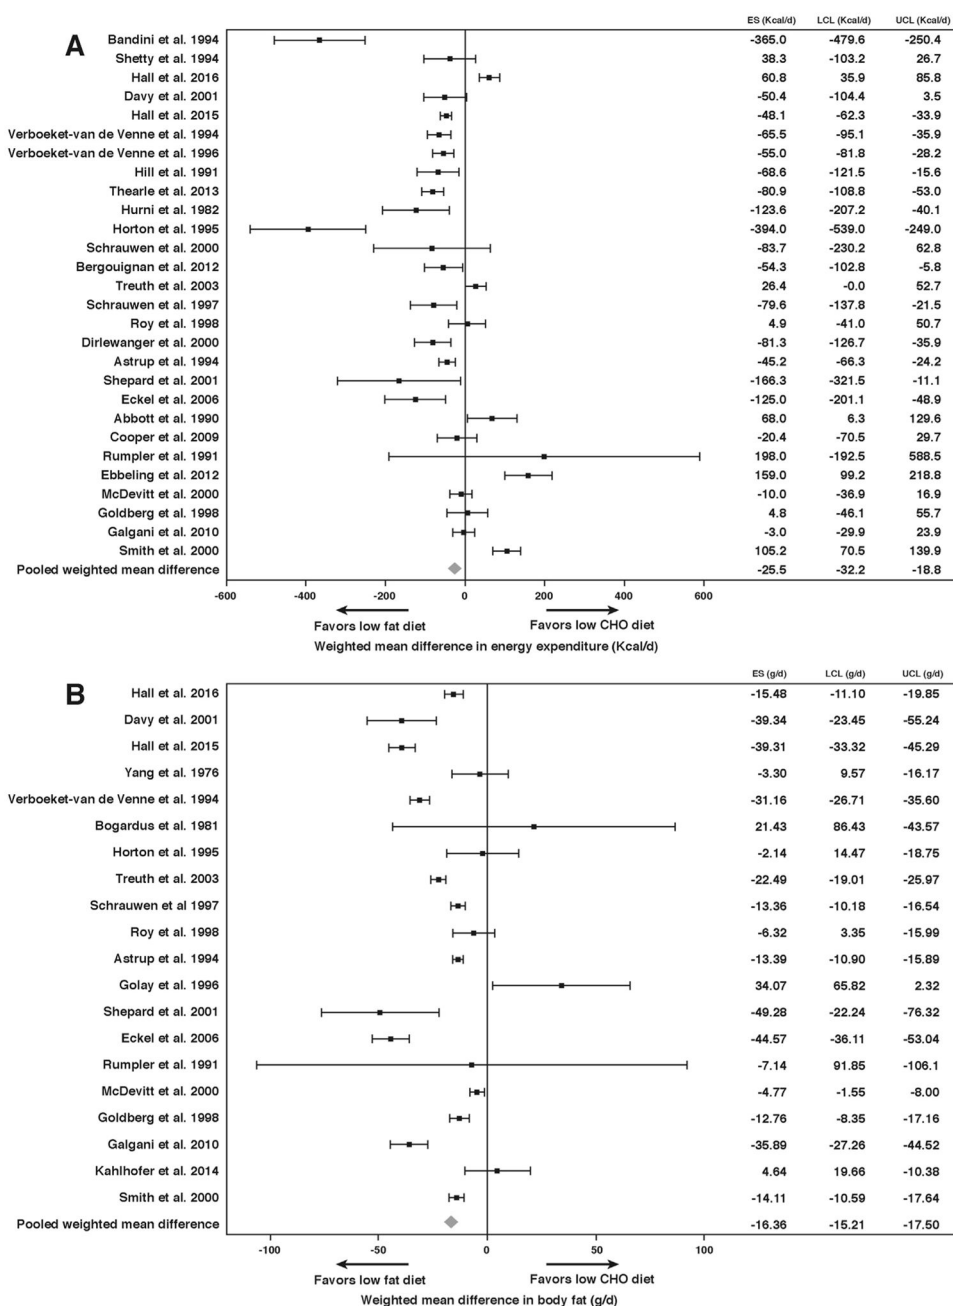 A
ES (Kcal/d) LCL (Kcal/d) UCL (Kcal/d)
Bandini et al. 1994 -365.0 -479.6 -250.4
Shetty et al. 1994 38.3 -103.2 26.7
Hall et al. 2016 60.8 35.9 85.8
Davy et al. 2001 -50.4 -104.4 3.5
Hall et al. 2015 -48.1 -62.3 -33.9
Verboeket-van de Venne et al. 1994 -65.5 -95.1 -35.9
Verboeket-van de Venne et al. 1996 -55.0 -81.8 -28.2
Hill et al. 1991 -68.6 -121.5 -15.6
Thearle et al. 2013 -80.9 -108.8 -53.0
Hurni et al. 1982 -123.6 -207.2 -40.1
Horton et al. 1995 -394.0 -539.0 -249.0
Schrauwen et al. 2000 -83.7 -230.2 62.8
Bergouignan et al. 2012 -54.3 -102.8 -5.8
Treuth et al. 2003 26.4 -0.0 52.7
Schrauwen et al. 1997 -79.6 -137.8 -21.5
Roy et al. 1998 4.9 -41.0 50.7
Dirlewanger et al. 2000 -81.3 -126.7 -35.9
Astrup et al. 1994 -45.2 -66.3 -24.2
Shepard et al. 2001 -166.3 -321.5 -11.1
Eckel et al. 2006 -125.0 -201.1 -48.9
Abbott et al. 1990 68.0 6.3 129.6
Cooper et al. 2009 -20.4 -70.5 29.7
Rumpler et al. 1991 198.0 -192.5 588.5
Ebbeling et al. 2012 159.0 99.2 218.8
McDevitt et al. 2000 -10.0 -36.9 16.9
Goldberg et al. 1998 4.8 -46.1 55.7
Galgani et al. 2010 -3.0 -29.9 23.9
Smith et al. 2000 105.2 70.5 139.9
Pooled weighted mean difference -25.5 -32.2 -18.8
-600 -400 -200 0 200 400 600
Favors low fat diet Favors low CHO diet
Weighted mean difference in energy expenditure (Kcal/d)
B
ES (g/d) LCL (g/d) UCL (g/d)
Hall et al. 2016 -15.48 -11.10 -19.85
Davy et al. 2001 -39.34 -23.45 -55.24
Hall et al. 2015 -39.31 -33.32 -45.29
Yang et al. 1976 -3.30 9.57 -16.17
Verboeket-van de Venne et al. 1994 -31.16 -26.71 -35.60
Bogardus et al. 1981 21.43 86.43 -43.57
Horton et al. 1995 -2.14 14.47 -18.75
Treuth et al. 2003 -22.49 -19.01 -25.97
Schrauwen et al 1997 -13.36 -10.18 -16.54
Roy et al. 1998 -6.32 3.35 -15.99
Astrup et al. 1994 -13.39 -10.90 -15.89
Golay et al. 1996 34.07 65.82 2.32
Shepard et al. 2001 -49.28 -22.24 -76.32
Eckel et al. 2006 -44.57 -36.11 -53.04
Rumpler et al. 1991 -7.14 91.85 -106.1
McDevitt et al. 2000 -4.77 -1.55 -8.00
Goldberg et al. 1998 -12.76 -8.35 -17.16
Galgani et al. 2010 -35.89 -27.26 -44.52
Kahlhofer et al. 2014 4.64 19.66 -10.38
Smith et al. 2000 -14.11 -10.59 -17.64
Pooled weighted mean difference -16.36 -15.21 -17.50
-100 -50 0 50 100
Favors low fat diet Favors low CHO diet
Weighted mean difference in body fat (g/d)